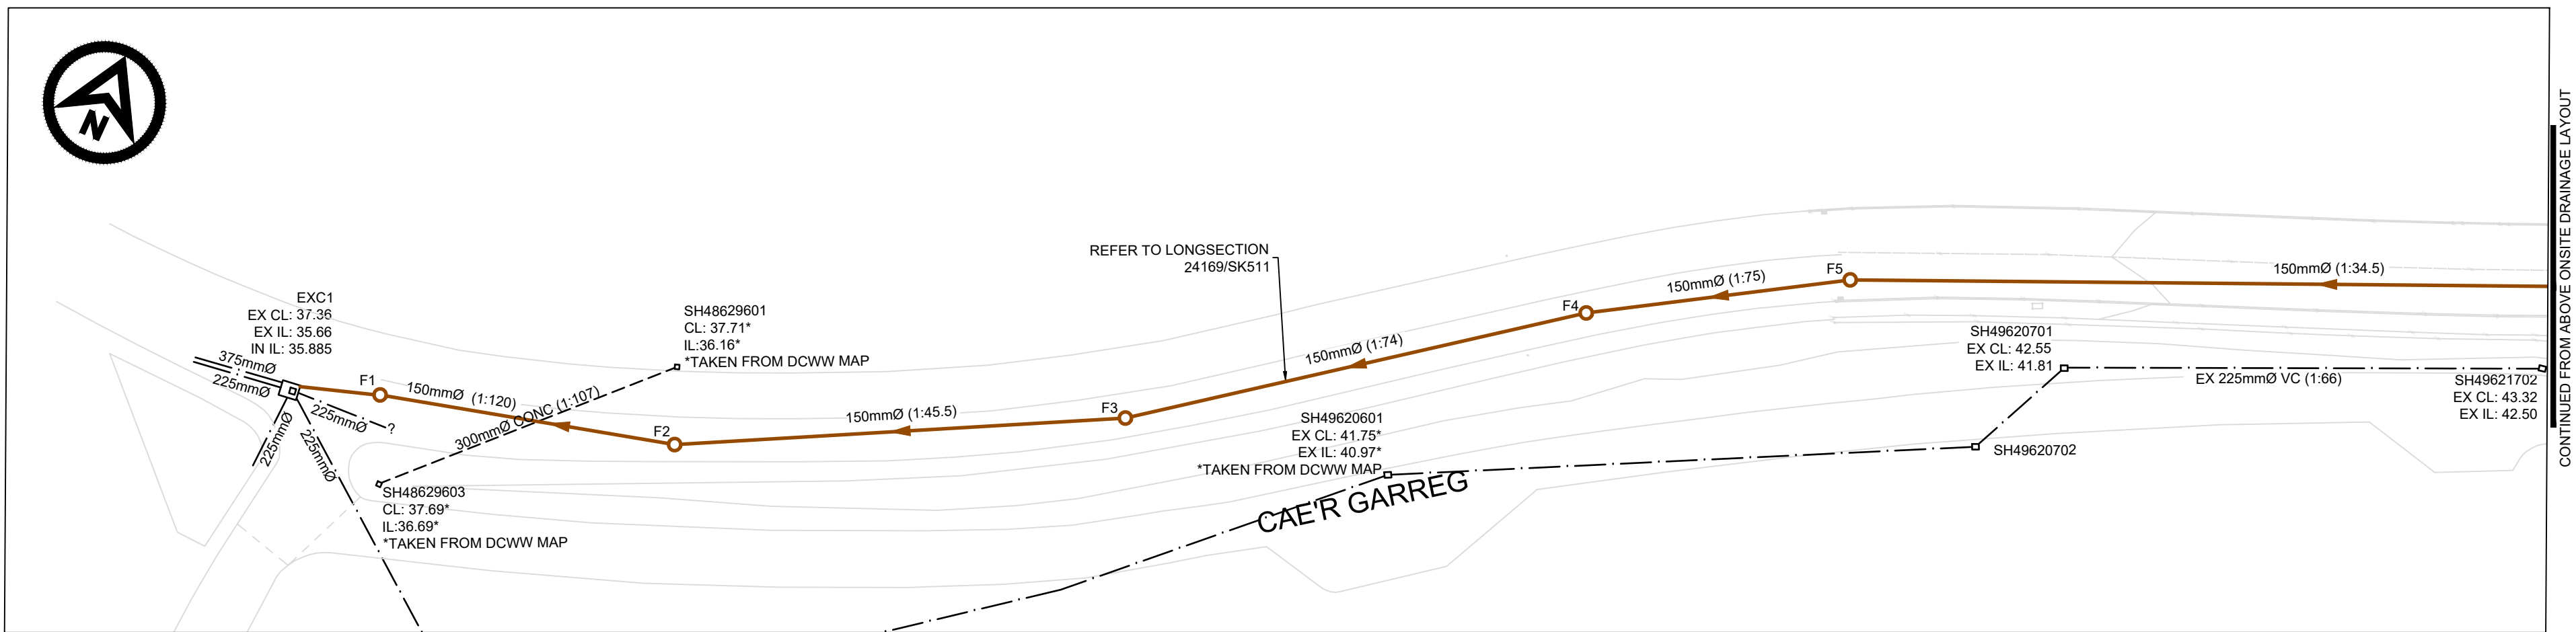 N
EXC1
EX CL: 37.36
EX IL: 35.66
IN IL: 35.885
375mmØ
225mmØ
225mmØ
225mmØ
225mmØ
?
F1
150mmØ (1:120)
300mmØ CONC (1:107)
SH48629601
CL: 37.71*
IL:36.16*
*TAKEN FROM DCWW MAP
SH48629603
CL: 37.69*
IL:36.69*
*TAKEN FROM DCWW MAP
F2
150mmØ (1:45.5)
F3
REFER TO LONGSECTION
24169/SK511
150mmØ (1:74)
F4
150mmØ (1:75)
F5
150mmØ (1:34.5)
SH49620601
EX CL: 41.75*
EX IL: 40.97*
*TAKEN FROM DCWW MAP
CAE'R GARREG
SH49620701
EX CL: 42.55
EX IL: 41.81
SH49620702
EX 225mmØ VC (1:66)
SH49621702
EX CL: 43.32
EX IL: 42.50
CONTINUED FROM ABOVE ONSITE DRAINAGE LAYOUT